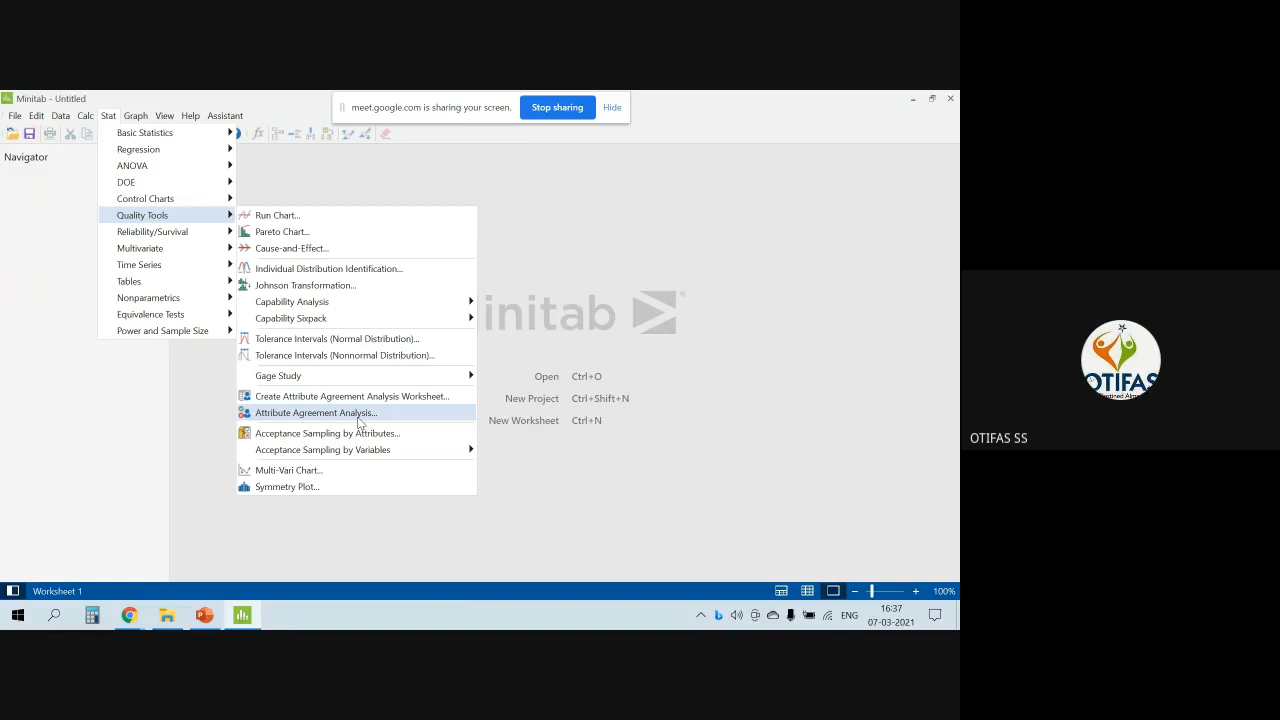 Minitab - Untitled
meet.google.com is sharing your screen.
Stop sharing
Hide
File Edit Data Calc Stat Graph View Help Assistant
Navigator
Basic Statistics
Regression
ANOVA
DOE
Control Charts
Quality Tools
Reliability/Survival
Multivariate
Time Series
Tables
Nonparametrics
Equivalence Tests
Power and Sample Size
Run Chart...
Pareto Chart...
Cause-and-Effect...
Individual Distribution Identification...
Johnson Transformation...
Capability Analysis
Capability Sixpack
Tolerance Intervals (Normal Distribution)...
Tolerance Intervals (Nonnormal Distribution)...
Gage Study
Create Attribute Agreement Analysis Worksheet...
Attribute Agreement Analysis...
Acceptance Sampling by Attributes...
Acceptance Sampling by Variables
Multi-Vari Chart...
Symmetry Plot...
initab
Open Ctrl+O
New Project Ctrl+Shift+N
New Worksheet Ctrl+N
Worksheet 1
100%
ENG
16:37
07-03-2021
OTIFAS
OTIFAS SS